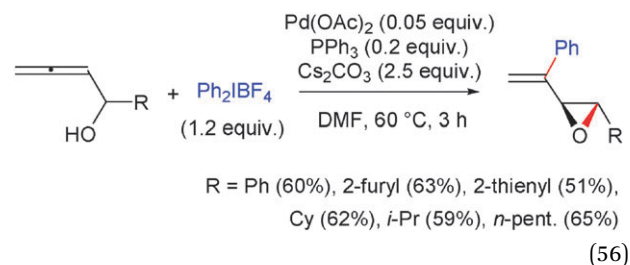 Pd(OAc)₂ (0.05 equiv.)
PPh₃ (0.2 equiv.)
Cs₂CO₃ (2.5 equiv.)
Ph
R
+
Ph₂IBF₄
HO
(1.2 equiv.)
DMF, 60 °C, 3 h
O
R
R = Ph (60%), 2-furyl (63%), 2-thienyl (51%),
Cy (62%), i-Pr (59%), n-pent. (65%)
(56)